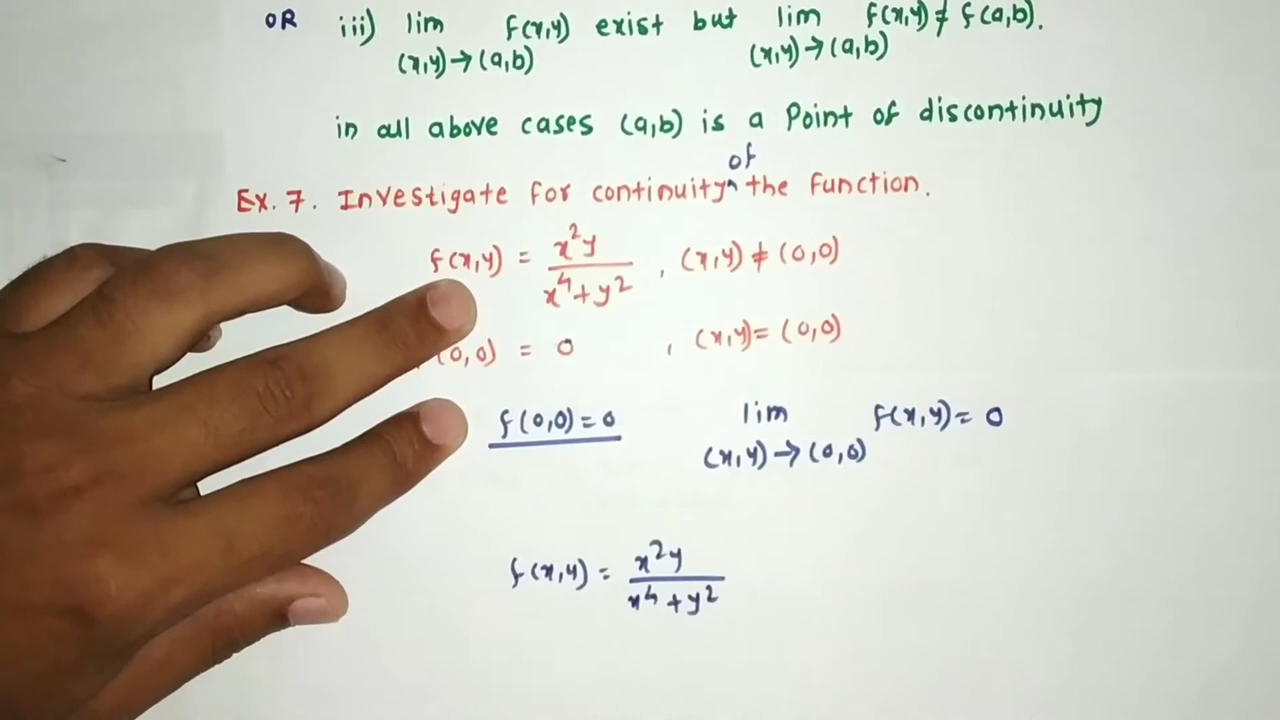 OR iii) lim f(x,y) exist but lim f(x,y) ≠ f(a,b).
(x,y)→(a,b) (x,y)→(a,b)
in all above cases (a,b) is a Point of discontinuity
Ex. 7. Investigate for continuity of the function.
f(x,y) = x²y / x⁴+y² , (x,y) ≠ (0,0)
(0,0) = 0 , (x,y) = (0,0)
f(0,0)=0 lim f(x,y) = 0
(x,y)→(0,0)
f(x,y) = x²y / x⁴+y²